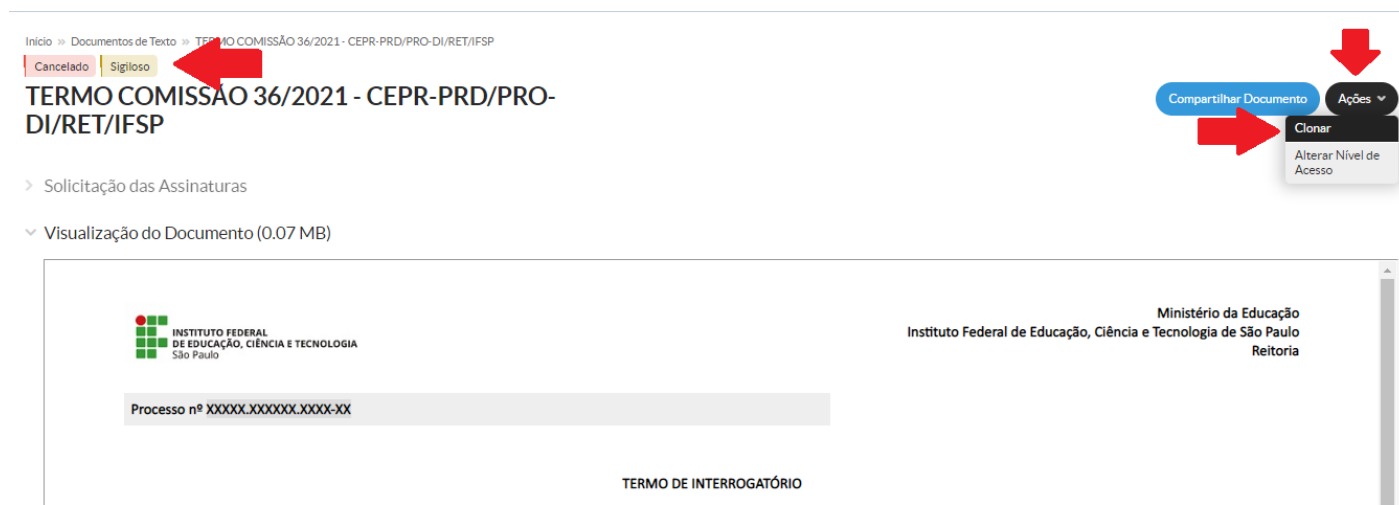 Início » Documentos de Texto » TERMO COMISSÃO 36/2021 - CEPR-PRD/PRO-DI/RET/IFSP
Cancelado Sigiloso
TERMO COMISSÃO 36/2021 - CEPR-PRD/PRO-
DI/RET/IFSP
Compartilhar Documento Ações
Clonar
Alterar Nível de
Acesso
Solicitação das Assinaturas
Visualização do Documento (0.07 MB)
INSTITUTO FEDERAL
DE EDUCAÇÃO, CIÊNCIA E TECNOLOGIA
São Paulo
Ministério da Educação
Instituto Federal de Educação, Ciência e Tecnologia de São Paulo
Reitoria
Processo nº XXXXX.XXXXXX.XXXX-XX
TERMO DE INTERROGATÓRIO